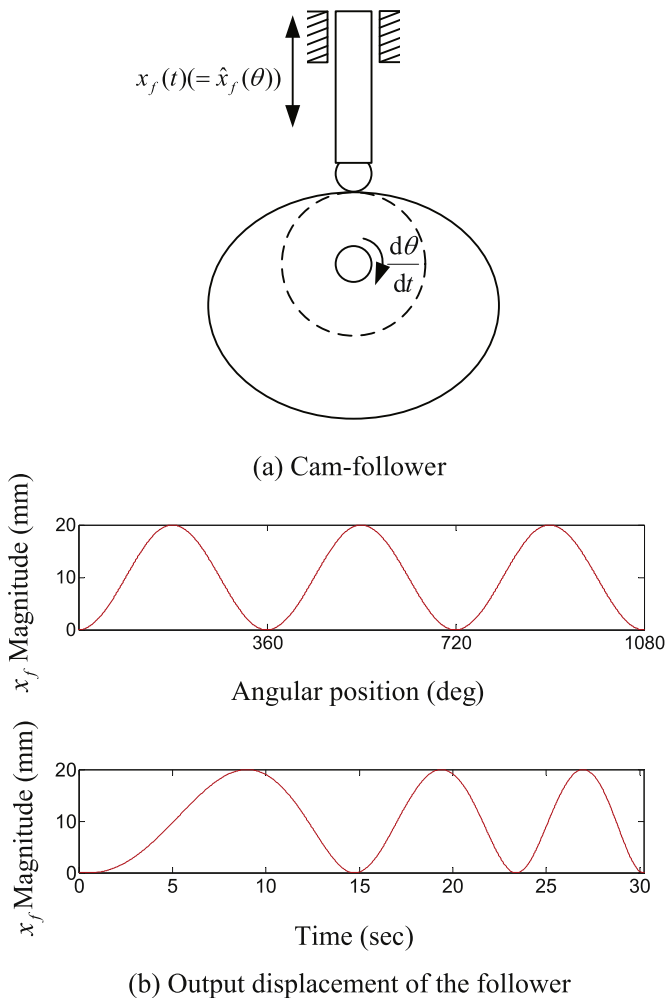 x_f(t)(= x̂_f(θ))
dθ
dt
(a) Cam-follower
x_f Magnitude (mm)
20
10
0
360
720
1080
Angular position (deg)
x_f Magnitude (mm)
20
10
0
0
5
10
15
20
25
30
Time (sec)
(b) Output displacement of the follower